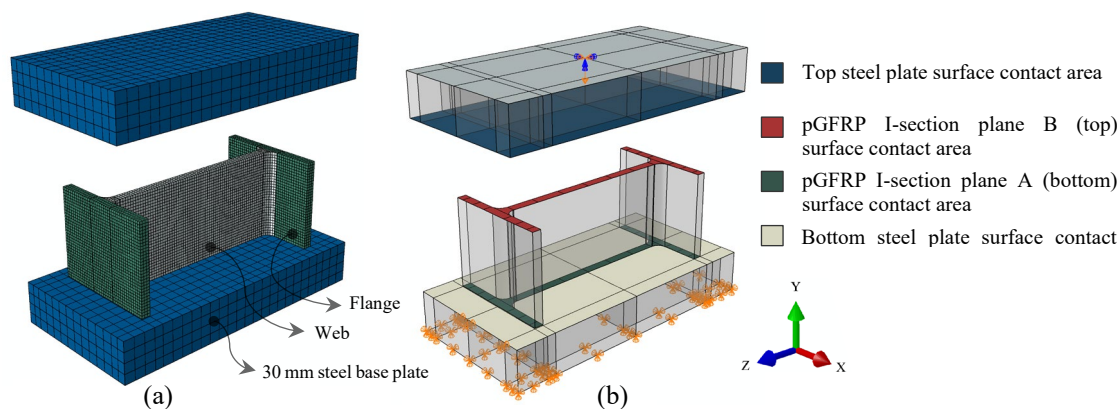 Top steel plate surface contact area
pGFRP I-section plane B (top)
surface contact area
pGFRP I-section plane A (bottom)
surface contact area
Bottom steel plate surface contact
Flange
Web
30 mm steel base plate
(a)
(b)
Y
Z
X